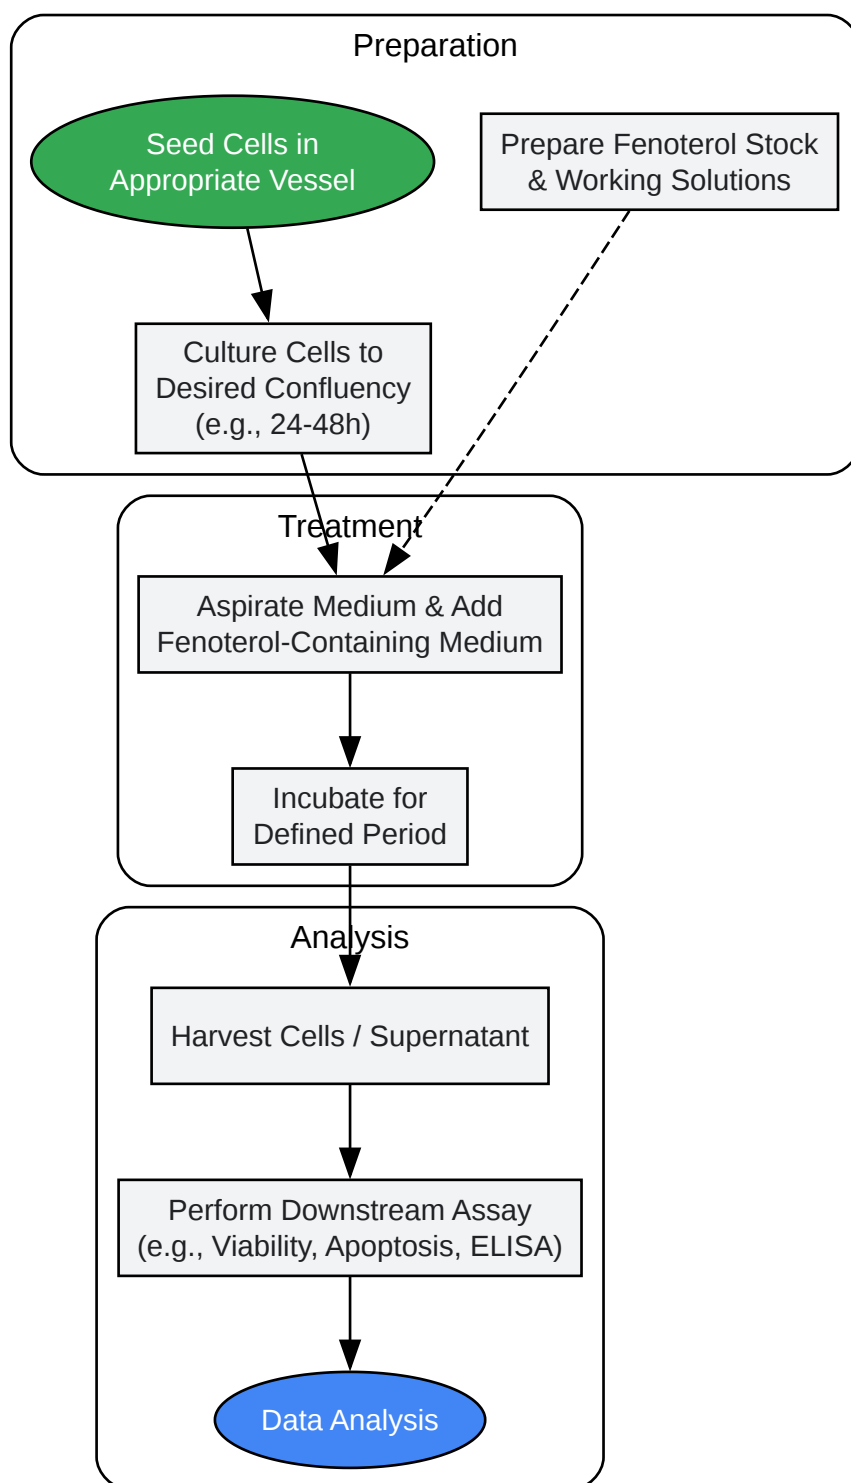 Preparation
Seed Cells in
Appropriate Vessel
Prepare Fenoterol Stock
& Working Solutions
Culture Cells to
Desired Confluency
(e.g., 24-48h)
Treatment
Aspirate Medium & Add
Fenoterol-Containing Medium
Incubate for
Defined Period
Analysis
Harvest Cells / Supernatant
Perform Downstream Assay
(e.g., Viability, Apoptosis, ELISA)
Data Analysis